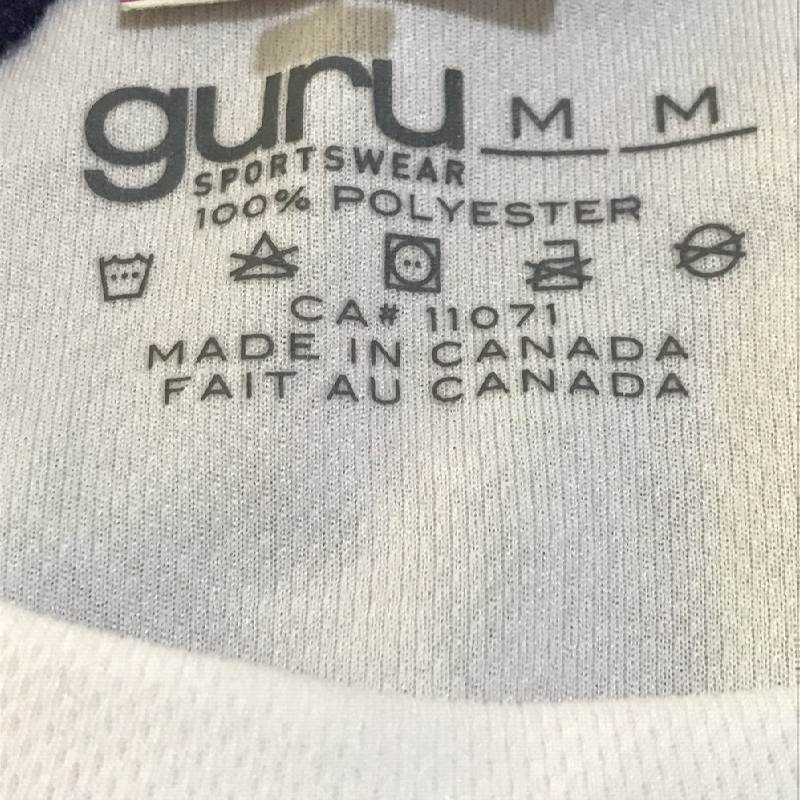 guru M M
SPORTSWEAR
100% POLYESTER
CA# 11071
MADE IN CANADA
FAIT AU CANADA